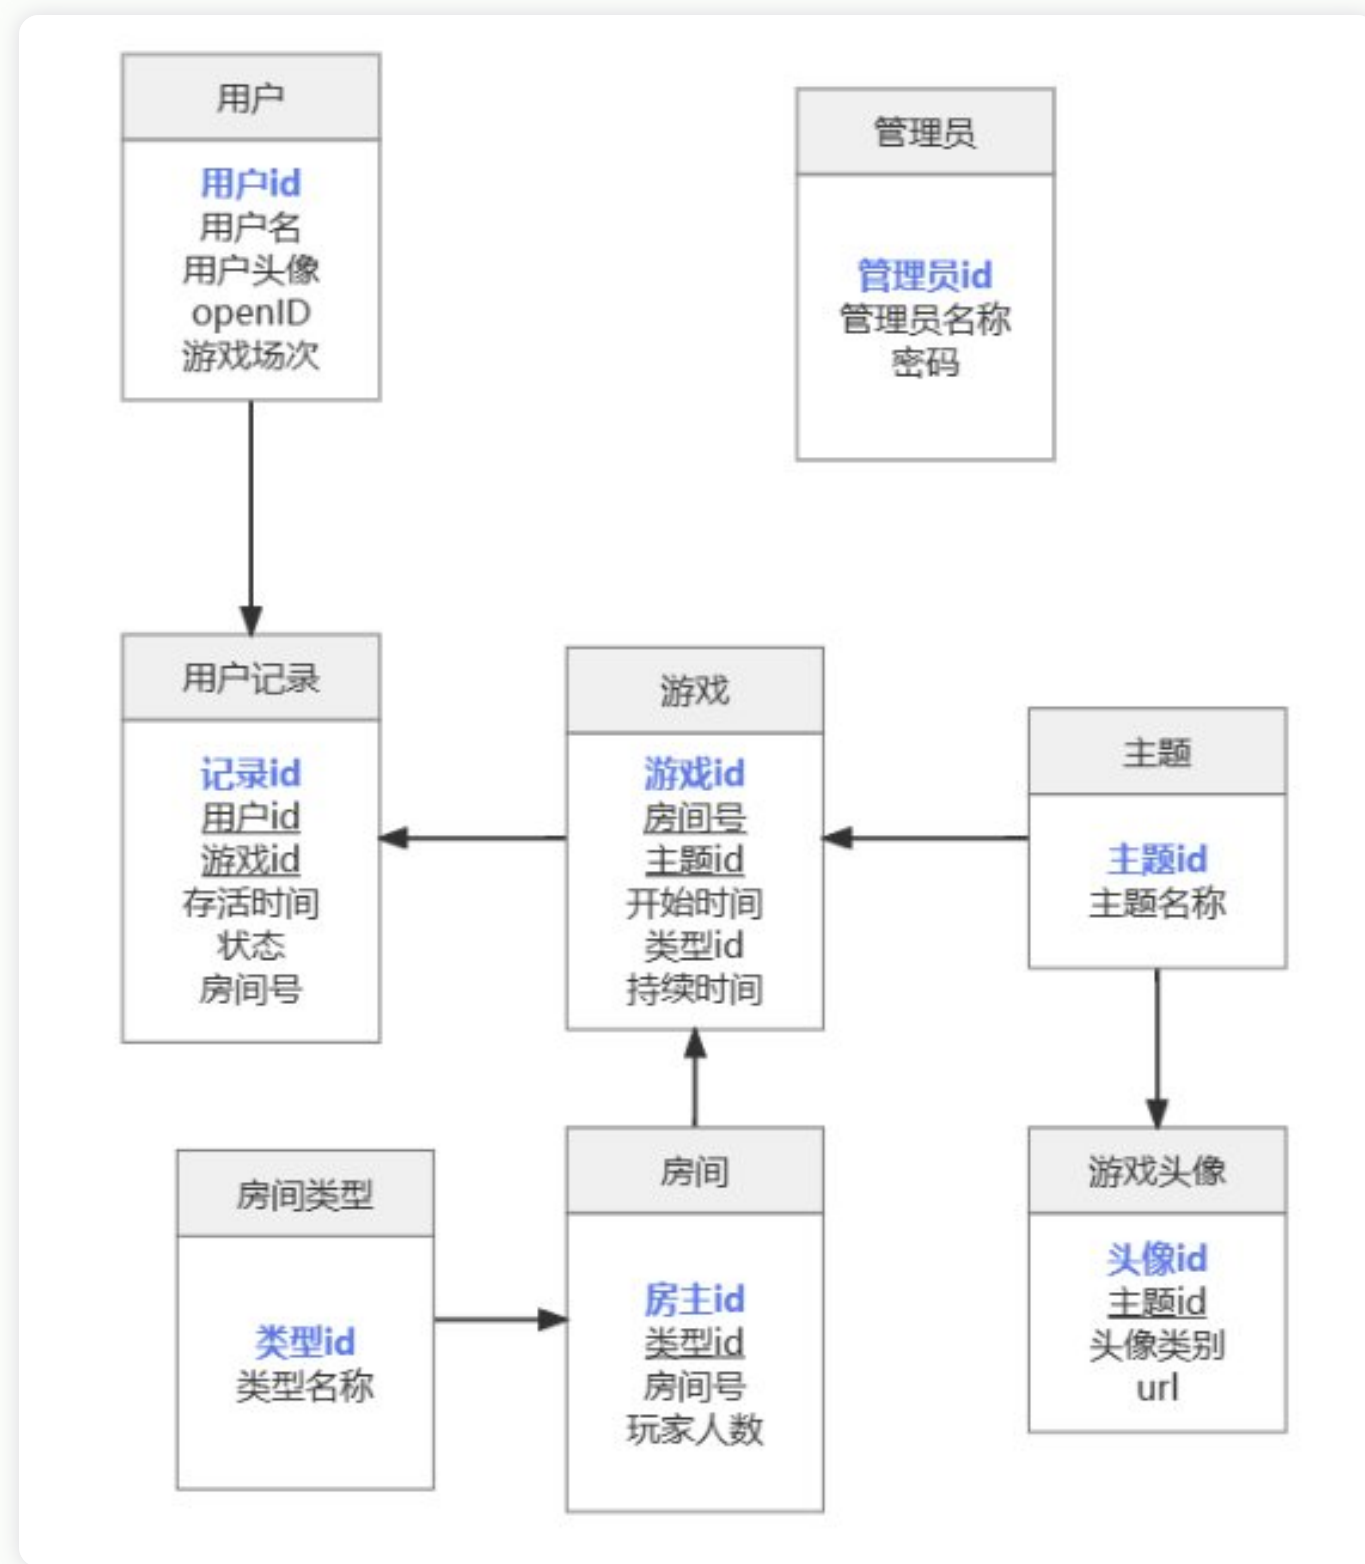 用户
用户id
用户名
用户头像
openID
游戏场次
管理员
管理员id
管理员名称
密码
用户记录
记录id
用户id
游戏id
存活时间
状态
房间号
游戏
游戏id
房间号
主题id
开始时间
类型id
持续时间
主题
主题id
主题名称
房间类型
类型id
类型名称
房间
房主id
类型id
房间号
玩家人数
游戏头像
头像id
主题id
头像类别
url